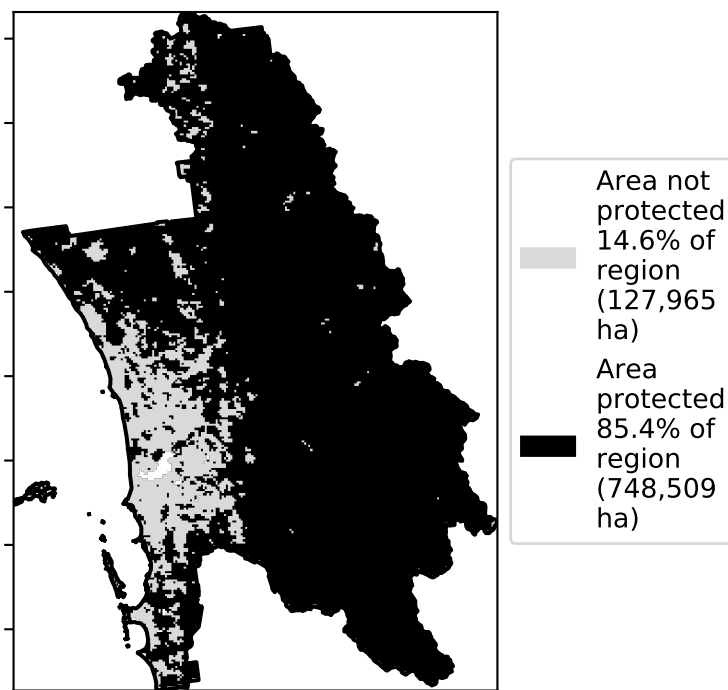 Area not
protected
14.6% of
region
(127,965
ha)
Area
protected
85.4% of
region
(748,509
ha)